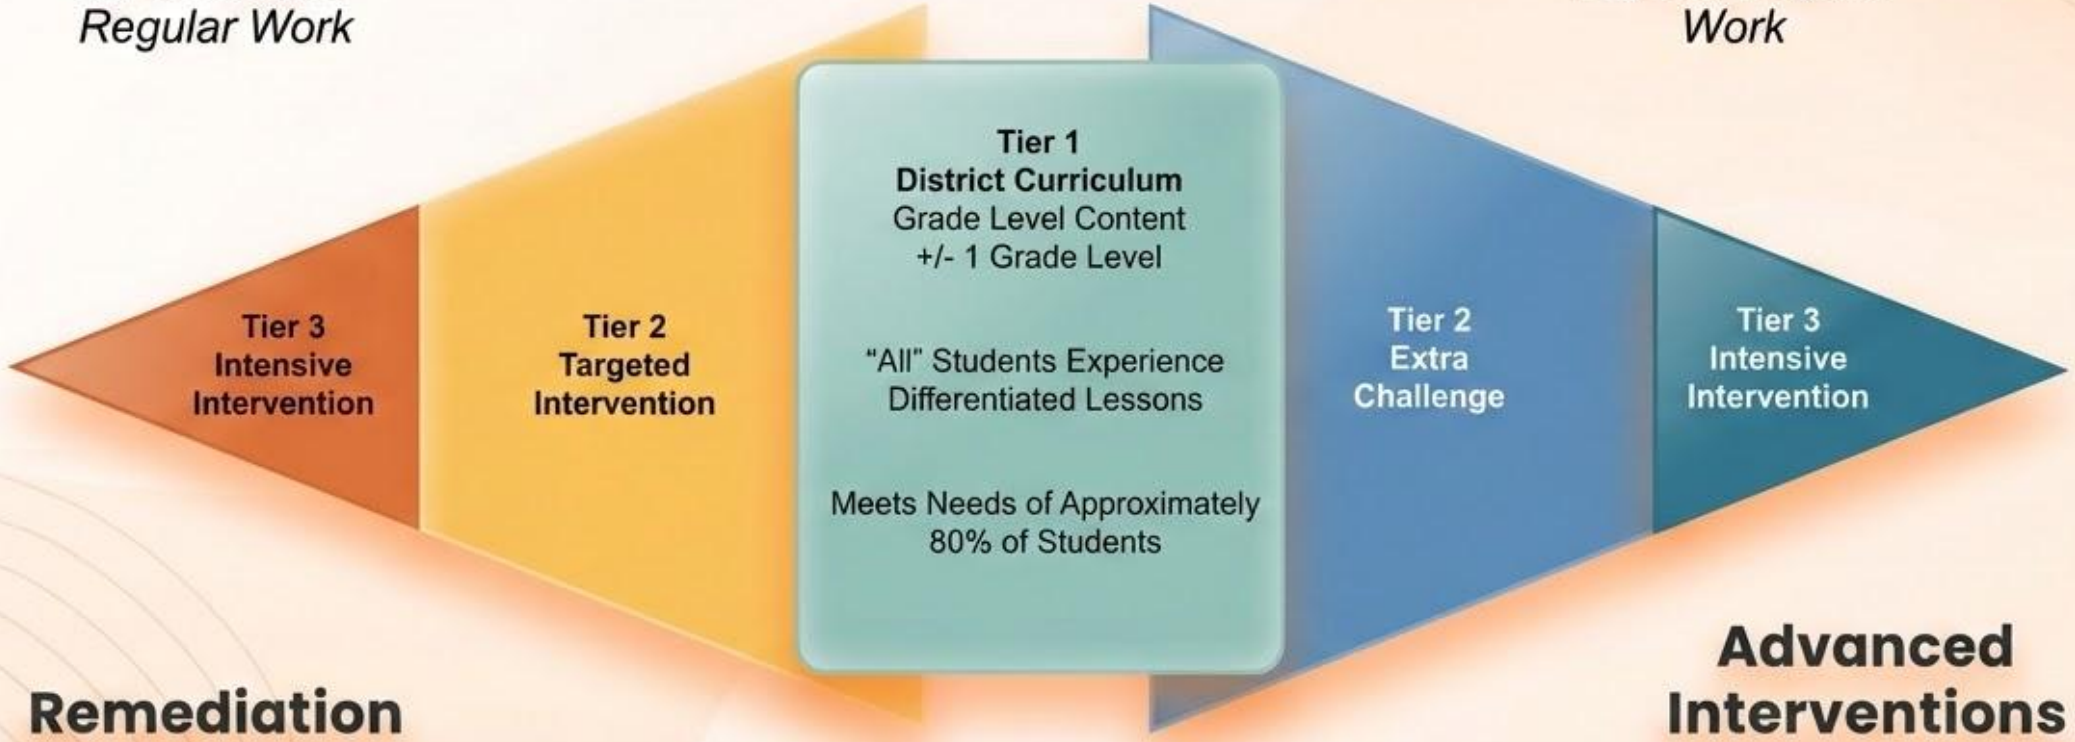 Regular Work
Work
Tier 3
Intensive
Intervention
Tier 2
Targeted
Intervention
Tier 1
District Curriculum
Grade Level Content
+/- 1 Grade Level
“All” Students Experience
Differentiated Lessons
Meets Needs of Approximately
80% of Students
Tier 2
Extra
Challenge
Tier 3
Intensive
Intervention
Remediation
Advanced
Interventions